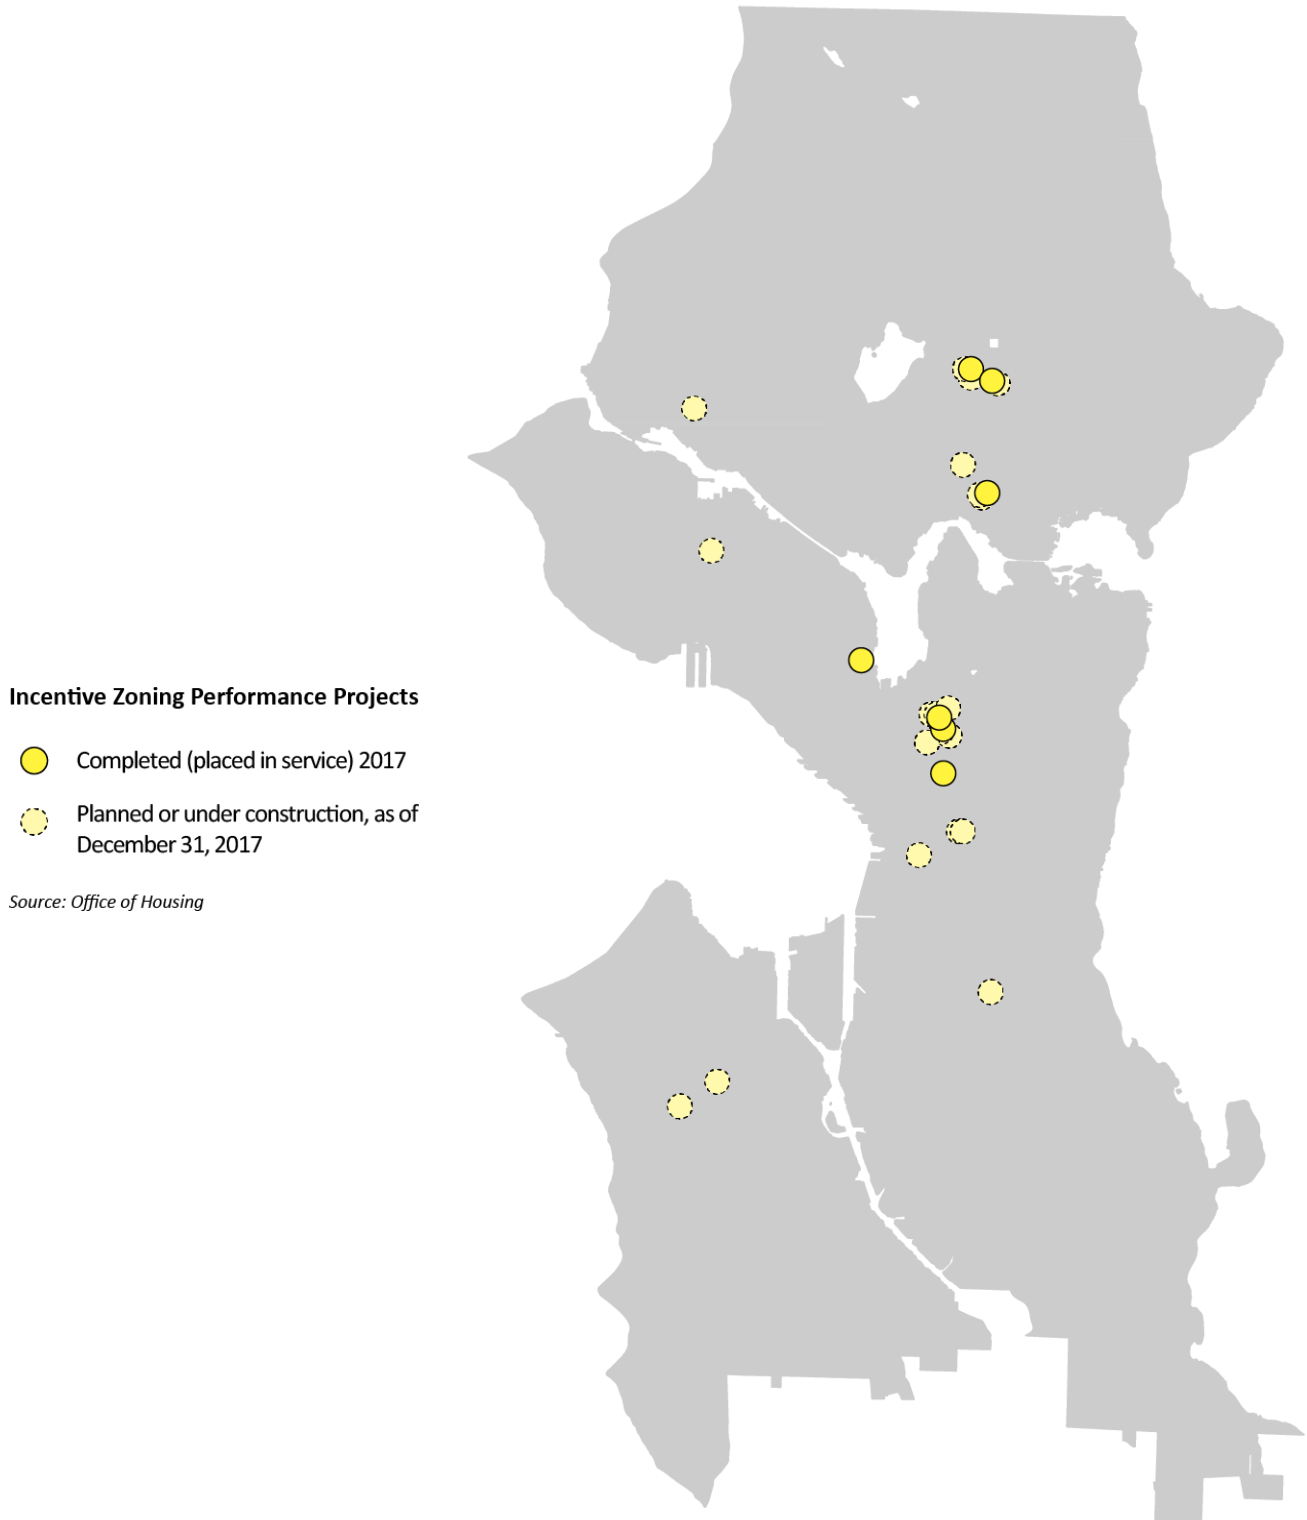 Incentive Zoning Performance Projects
Completed (placed in service) 2017
Planned or under construction, as of
December 31, 2017
Source: Office of Housing